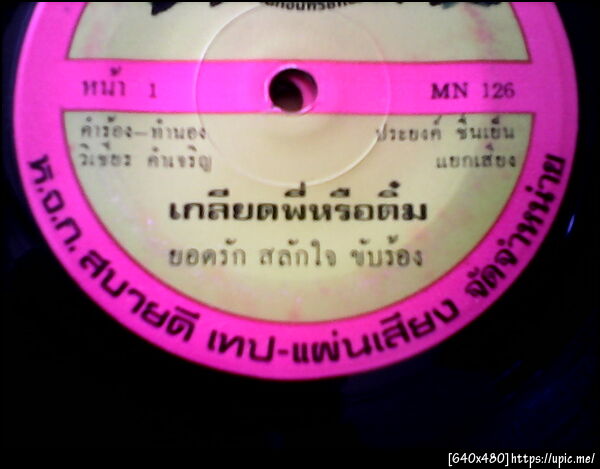 หน้า 1
MN 126
คำร้อง-ทำนอง
วิเชียร คำเจริญ
ประยงค์ ชื่นเย็น
แยกเสียง
เกลียดพี่หรือติ๋ม
ยอดรัก สลักใจ ขับร้อง
ห.จ.ก. สบายดี เทป-แผ่นเสียง จัดจำหน่าย
[640x480]https://upic.me/